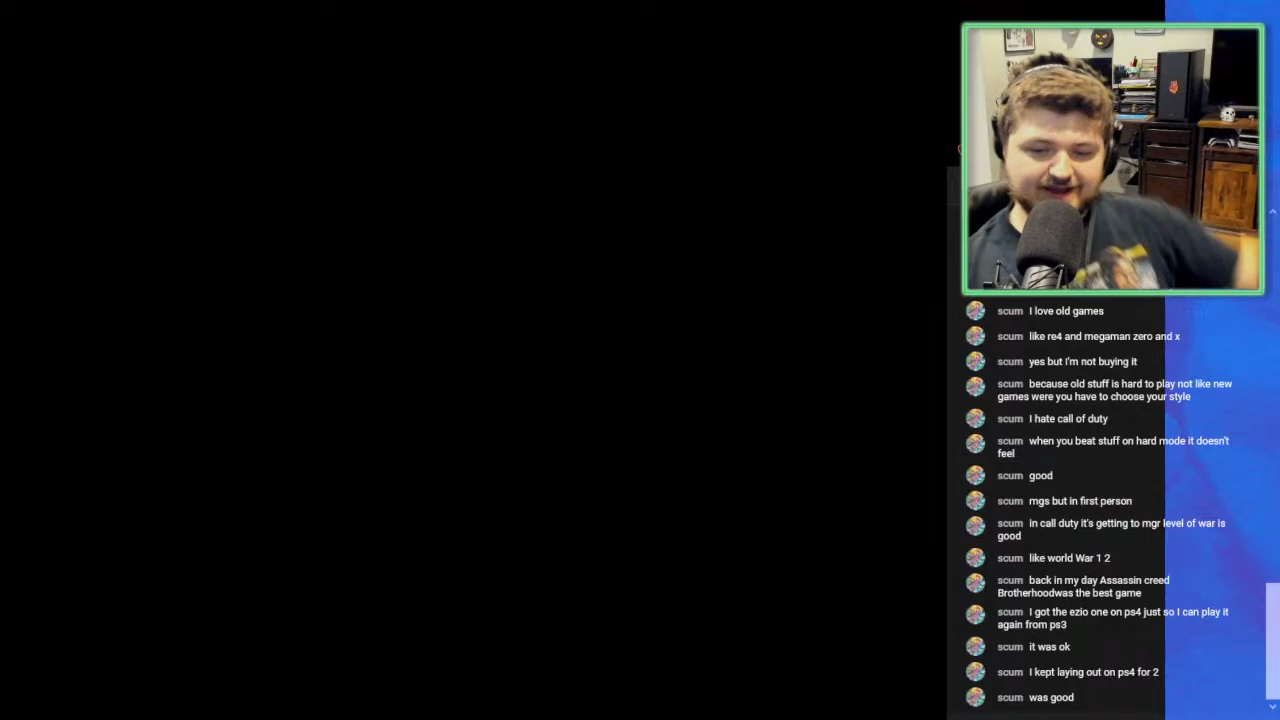 scum I love old games
scum like re4 and megaman zero and x
scum yes but I'm not buying it
scum because old stuff is hard to play not like new
games were you have to choose your style
scum I hate call of duty
scum when you beat stuff on hard mode it doesn't
feel
scum good
scum mgs but in first person
scum in call duty it's getting to mgr level of war is
good
scum like world War 1 2
scum back in my day Assassin creed
Brotherhoodwas the best game
scum I got the ezio one on ps4 just so I can play it
again from ps3
scum it was ok
scum I kept laying out on ps4 for 2
scum was good